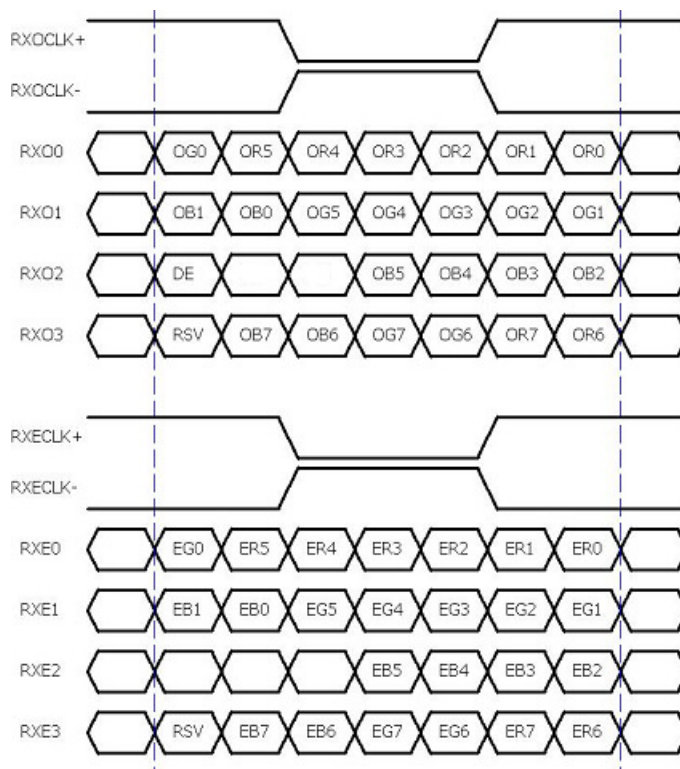 RXOCLK+
RXOCLK-
RXO0 OG0 OR5 OR4 OR3 OR2 OR1 OR0
RXO1 OB1 OB0 OG5 OG4 OG3 OG2 OG1
RXO2 DE OB5 OB4 OB3 OB2
RXO3 RSV OB7 OB6 OG7 OG6 OR7 OR6
RXECLK+
RXECLK-
RXE0 EG0 ER5 ER4 ER3 ER2 ER1 ER0
RXE1 EB1 EB0 EG5 EG4 EG3 EG2 EG1
RXE2 EB5 EB4 EB3 EB2
RXE3 RSV EB7 EB6 EG7 EG6 ER7 ER6